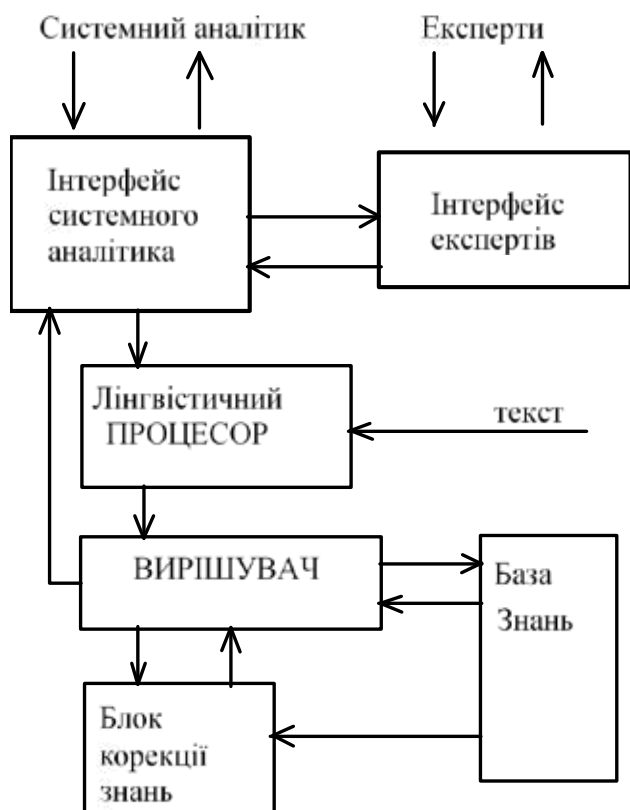 Системний аналітик
Експерти
Інтерфейс
системного
аналітика
Інтерфейс
експертів
Лінгвістичний
ПРОЦЕСОР
текст
ВИРІШУВАЧ
База
Знань
Блок
корекції
знань